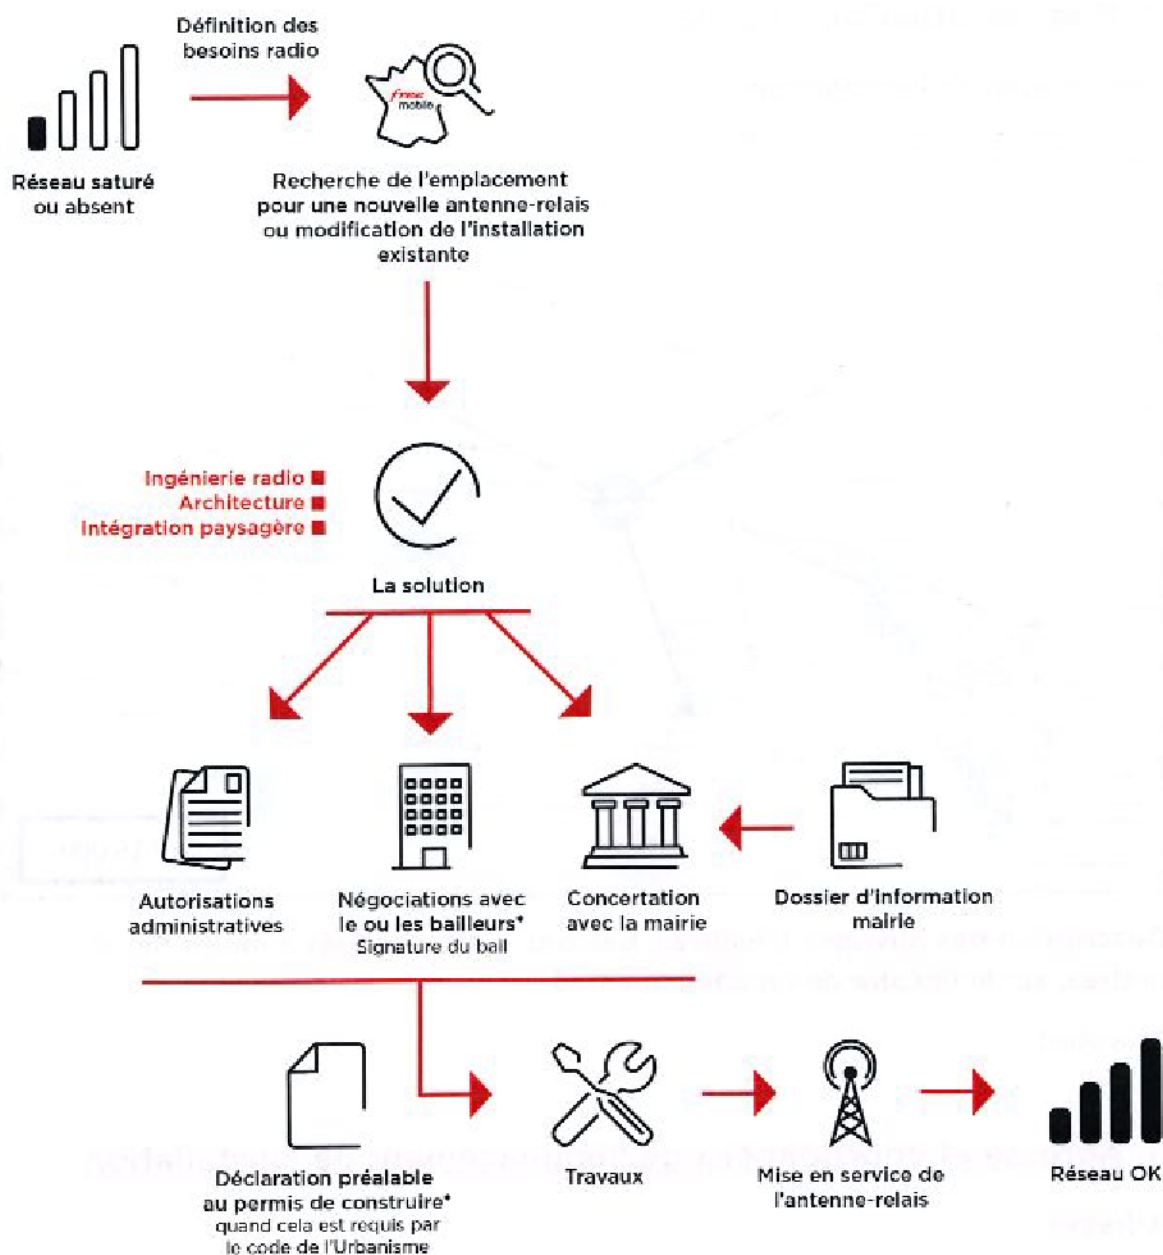 Définition des
besoins radio
free
mobile
Réseau saturé
ou absent
Recherche de l'emplacement
pour une nouvelle antenne-relais
ou modification de l'installation
existante
Ingénierie radio
Architecture
Intégration paysagère
La solution
Autorisations
administratives
Négociations avec
le ou les bailleurs*
Signature du bail
Concertation
avec la mairie
Dossier d'information
mairie
Déclaration préalable
au permis de construire*
quand cela est requis par
le code de l'Urbanisme
Travaux
Mise en service de
l'antenne-relais
Réseau OK